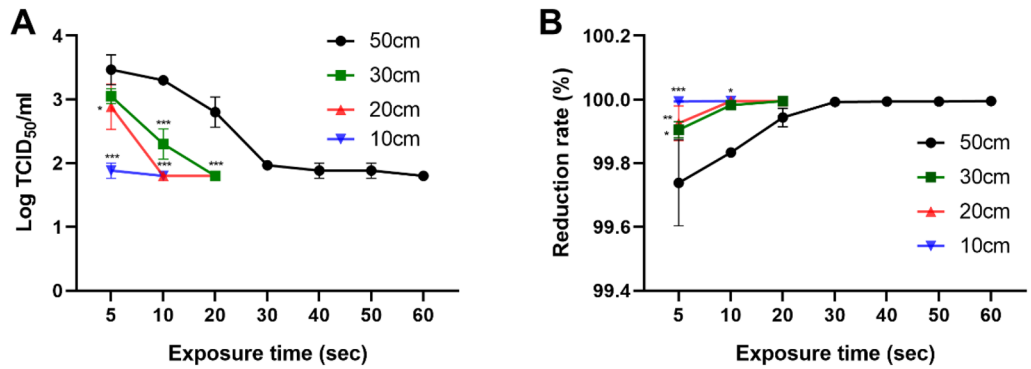 A
Log TCID50/ml
4
3
2
1
0
50cm
30cm
20cm
10cm
*
***
***
***
***
5 10 20 30 40 50 60
Exposure time (sec)
B
Reduction rate (%)
100.2
100.0
99.8
99.6
99.4
***
*
**
*
50cm
30cm
20cm
10cm
5 10 20 30 40 50 60
Exposure time (sec)